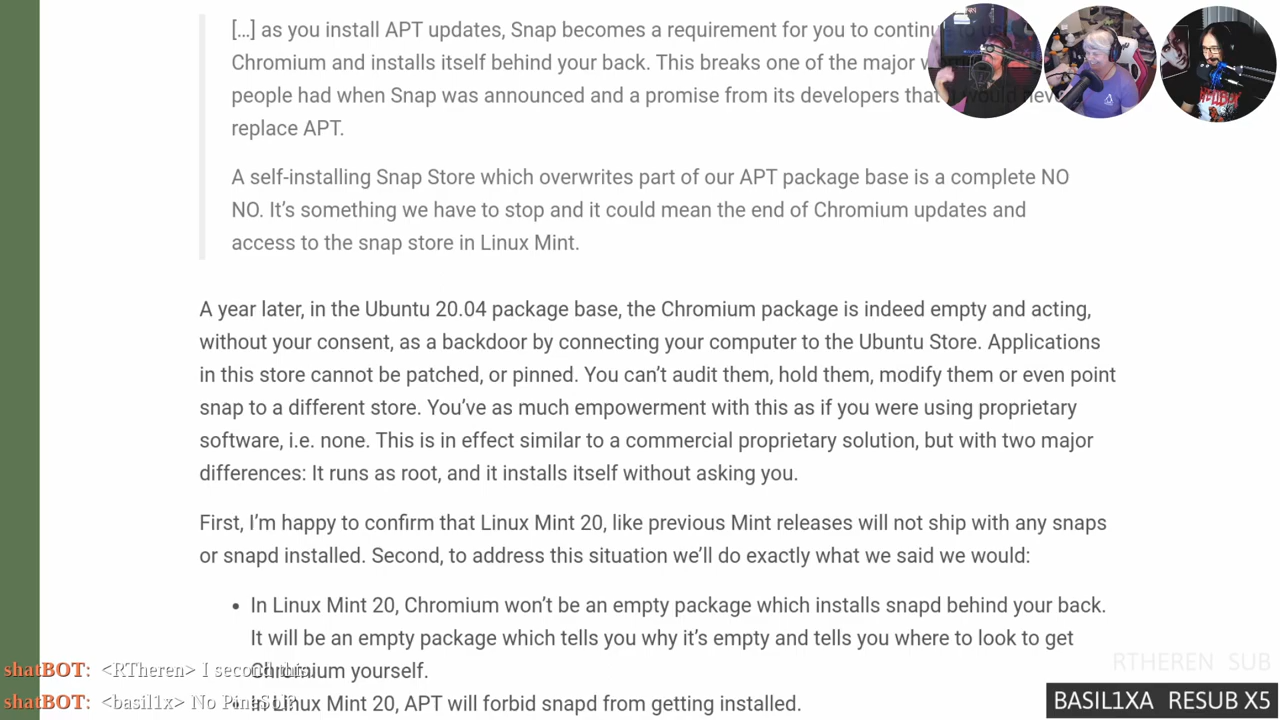 [...] as you install APT updates, Snap becomes a requirement for you to continu
Chromium and installs itself behind your back. This breaks one of the major
people had when Snap was announced and a promise from its developers that
replace APT.
A self-installing Snap Store which overwrites part of our APT package base is a complete NO
NO. It’s something we have to stop and it could mean the end of Chromium updates and
access to the snap store in Linux Mint.
A year later, in the Ubuntu 20.04 package base, the Chromium package is indeed empty and acting,
without your consent, as a backdoor by connecting your computer to the Ubuntu Store. Applications
in this store cannot be patched, or pinned. You can’t audit them, hold them, modify them or even point
snap to a different store. You’ve as much empowerment with this as if you were using proprietary
software, i.e. none. This is in effect similar to a commercial proprietary solution, but with two major
differences: It runs as root, and it installs itself without asking you.
First, I’m happy to confirm that Linux Mint 20, like previous Mint releases will not ship with any snaps
or snapd installed. Second, to address this situation we’ll do exactly what we said we would:
• In Linux Mint 20, Chromium won’t be an empty package which installs snapd behind your back.
It will be an empty package which tells you why it’s empty and tells you where to look to get
Chromium yourself.
shatBOT: <RTheren> I second this.
RTHEREN SUB
• In Linux Mint 20, APT will forbid snapd from getting installed.
shatBOT: <basil1x> No PineSol?
BASIL1XA RESUB X5